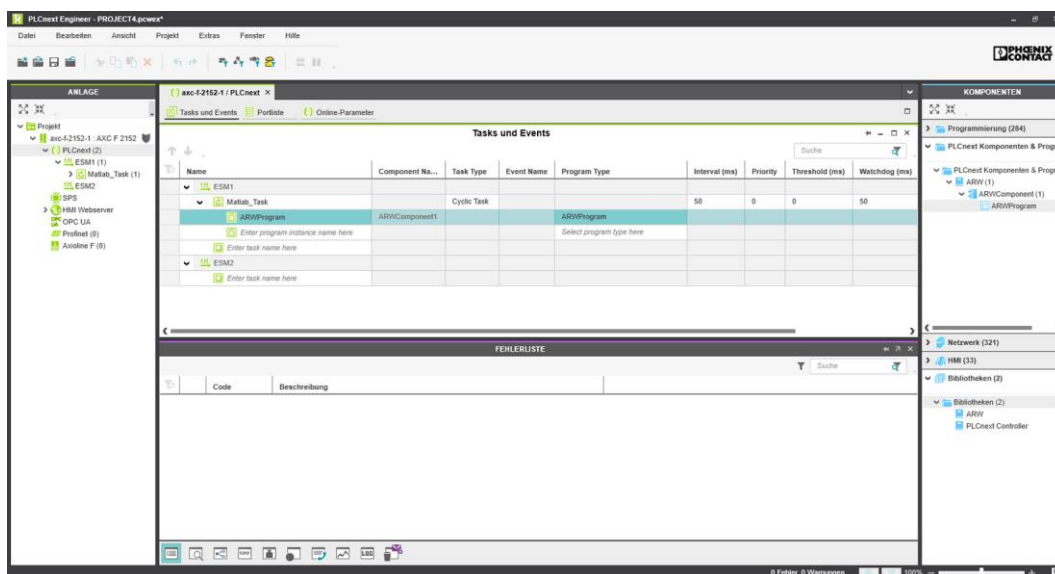 PLCnext Engineer - PROJECT4.pcwex*
Datei Bearbeiten Ansicht Projekt Extras Fenster Hilfe
PHŒNIX
CONTACT
ANLAGE
Projekt
axc-f-2152-1 : AXC F 2152
PLCnext (2)
ESM1 (1)
Matlab_Task (1)
ESM2
SPS
HMI Webserver
OPC UA
Profinet (0)
Axioline F (0)
axc-f-2152-1 / PLCnext
Tasks und Events Portliste Online-Parameter
Tasks und Events
Suche
Name Component Na... Task Type Event Name Program Type Interval (ms) Priority Threshold (ms) Watchdog (ms)
ESM1
Matlab_Task Cyclic Task 50 0 0 50
ARWProgram ARWComponent1 ARWProgram
Enter program instance name here Select program type here
Enter task name here
ESM2
Enter task name here
FEHLERLISTE
Suche
Code Beschreibung
LOG
0 Fehler, 0 Warnungen 100%
KOMPONENTEN
Programmierung (284)
PLCnext Komponenten & Prog
PLCnext Komponenten & Progr
ARW (1)
ARWComponent (1)
ARWProgram
Netzwerk (321)
HMI (33)
Bibliotheken (2)
Bibliotheken (2)
ARW
PLCnext Controller